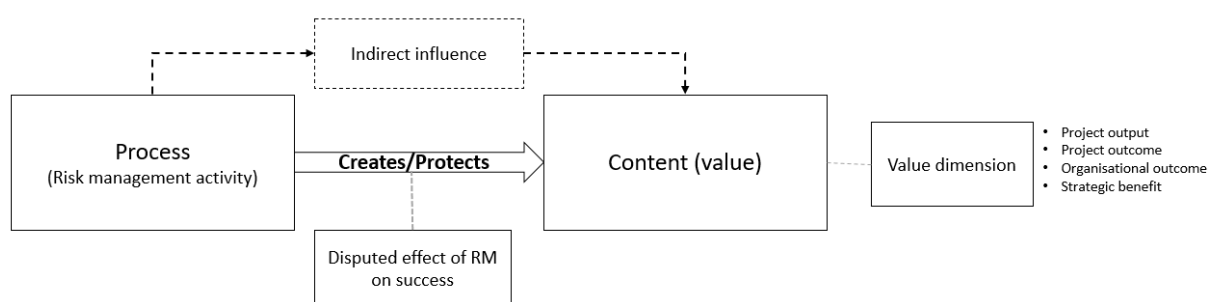 Indirect influence
Process
(Risk management activity)
Creates/Protects
Content (value)
Value dimension
• Project output
• Project outcome
• Organisational outcome
• Strategic benefit
Disputed effect of RM
on success